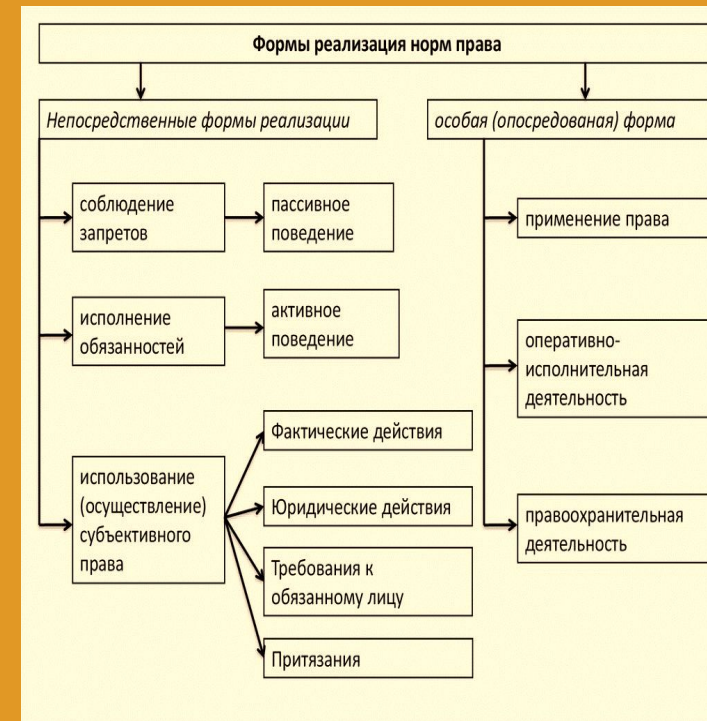 Формы реализация норм права
Непосредственные формы реализации
особая (опосредованая) форма
соблюдение
запретов
пассивное
поведение
исполнение
обязанностей
активное
поведение
использование
(осуществление)
субъективного
права
Фактические действия
Юридические действия
Требования к
обязанному лицу
Притязания
применение права
оперативно-
исполнительная
деятельность
правоохранительная
деятельность